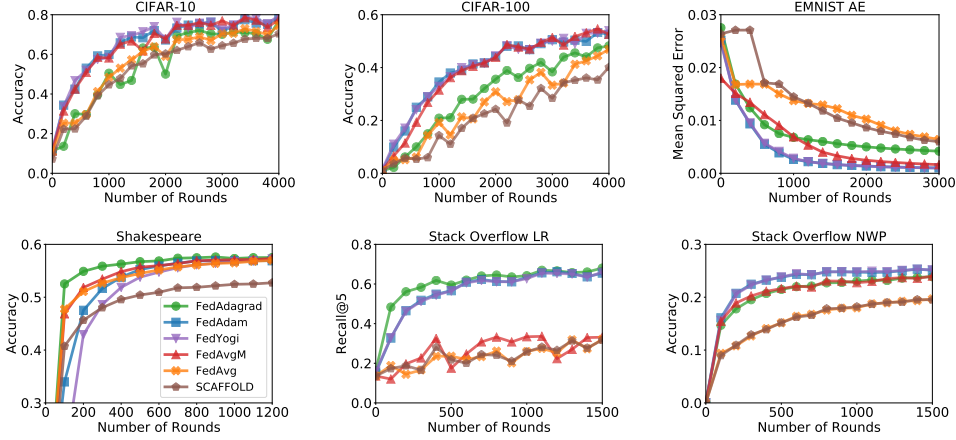 CIFAR-10
0.8
0.6
0.4
0.2
0.0
Accuracy
0 1000 2000 3000 4000
Number of Rounds
CIFAR-100
0.6
0.4
0.2
0.0
Accuracy
0 1000 2000 3000 4000
Number of Rounds
EMNIST AE
0.03
0.02
0.01
0.00
Mean Squared Error
0 1000 2000 3000
Number of Rounds
Shakespeare
0.6
0.5
0.4
0.3
Accuracy
0 200 400 600 800 1000 1200
Number of Rounds
FedAdagrad
FedAdam
FedYogi
FedAvgM
FedAvg
SCAFFOLD
Stack Overflow LR
0.8
0.6
0.4
0.2
0.0
Recall@5
0 500 1000 1500
Number of Rounds
Stack Overflow NWP
0.3
0.2
0.1
0.0
Accuracy
0 500 1000 1500
Number of Rounds